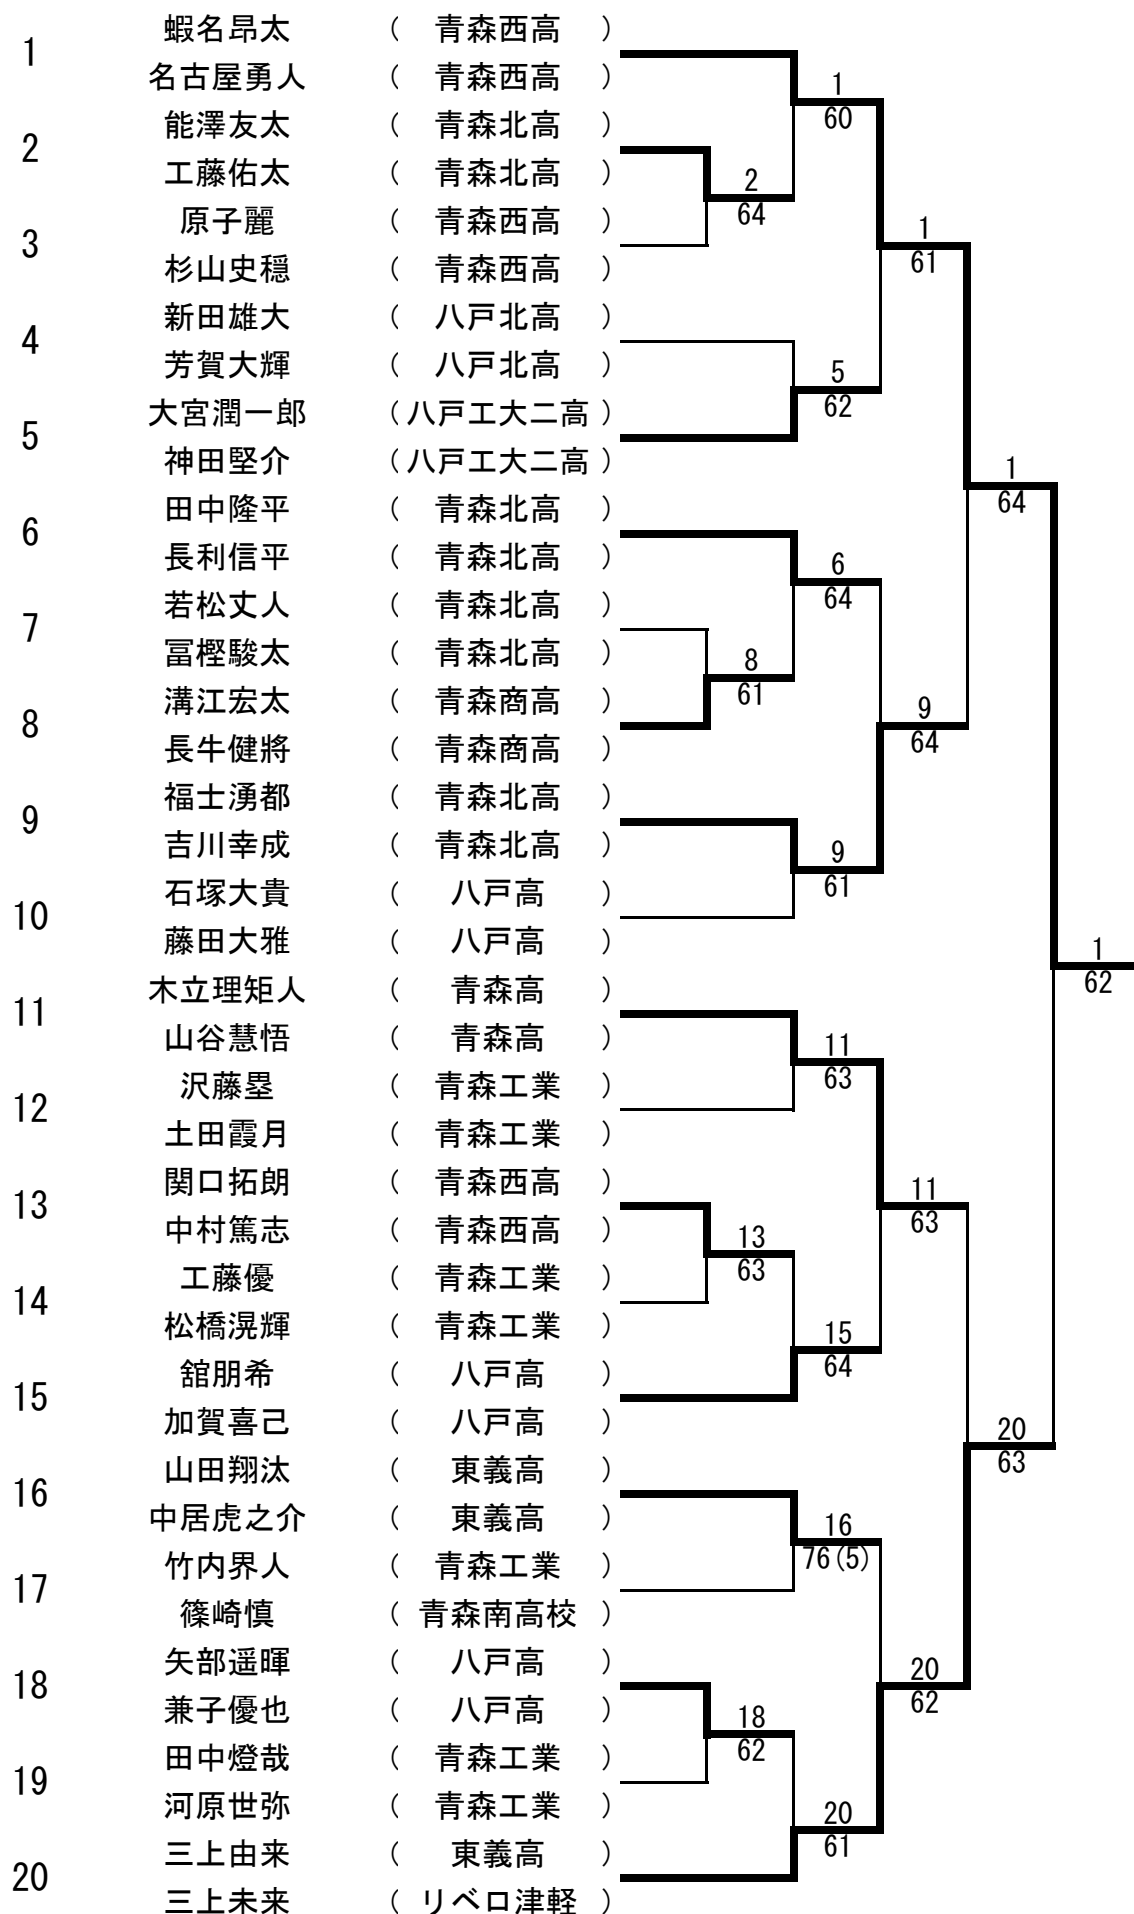 蝦名昂太 ( 青森西高 )
1
名古屋勇人 ( 青森西高 )
能澤友太 ( 青森北高 )
2
工藤佑太 ( 青森北高 )
原子麗 ( 青森西高 )
3
杉山史穏 ( 青森西高 )
新田雄大 ( 八戸北高 )
4
芳賀大輝 ( 八戸北高 )
大宮潤一郎 ( 八戸工大二高 )
5
神田堅介 ( 八戸工大二高 )
田中隆平 ( 青森北高 )
6
長利信平 ( 青森北高 )
若松丈人 ( 青森北高 )
7
冨樫駿太 ( 青森北高 )
溝江宏太 ( 青森商高 )
8
長牛健將 ( 青森商高 )
福士湧都 ( 青森北高 )
9
吉川幸成 ( 青森北高 )
石塚大貴 ( 八戸高 )
10
藤田大雅 ( 八戸高 )
木立理矩人 ( 青森高 )
11
山谷慧悟 ( 青森高 )
沢藤塁 ( 青森工業 )
12
土田霞月 ( 青森工業 )
関口拓朗 ( 青森西高 )
13
中村篤志 ( 青森西高 )
工藤優 ( 青森工業 )
14
松橋滉輝 ( 青森工業 )
舘朋希 ( 八戸高 )
15
加賀喜己 ( 八戸高 )
山田翔汰 ( 東義高 )
16
中居虎之介 ( 東義高 )
竹内界人 ( 青森工業 )
17
篠崎慎 ( 青森南高校 )
矢部遥暉 ( 八戸高 )
18
兼子優也 ( 八戸高 )
田中燈哉 ( 青森工業 )
19
河原世弥 ( 青森工業 )
三上由来 ( 東義高 )
20
三上未来 ( リベロ津軽 )
2
64
8
61
13
63
18
62
1
60
5
62
6
64
9
61
11
63
15
64
16
76(5)
20
61
1
61
9
64
11
63
20
62
1
64
20
63
1
62